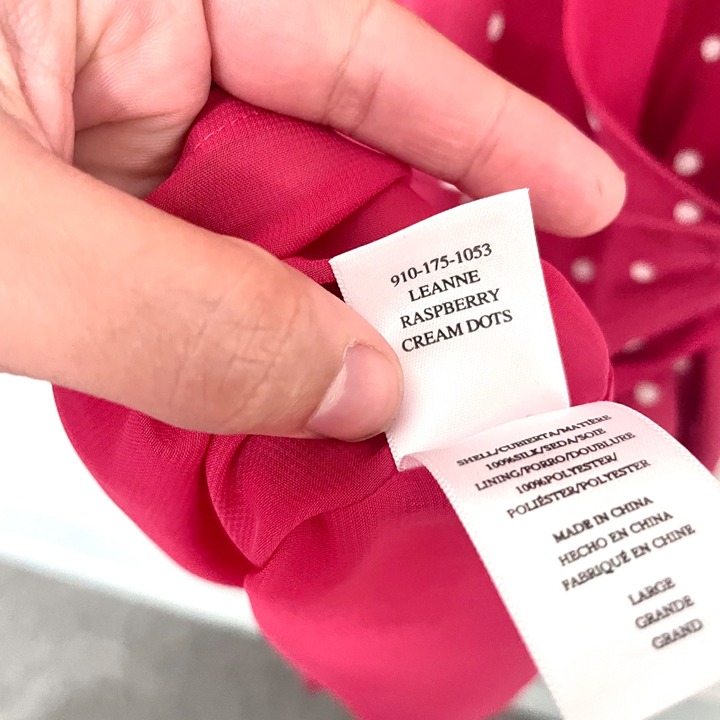 910-175-1053
LEANNE
RASPBERRY
CREAM DOTS
SHELL/CUBIERTA/MATIÈRE
100%SILK/SEDA/SOIE
LINING/FORRO/DOUBLURE
100%POLYESTER/
POLIÉSTER/POLYESTER
MADE IN CHINA
HECHO EN CHINA
FABRIQUÉ EN CHINE
LARGE
GRANDE
GRAND